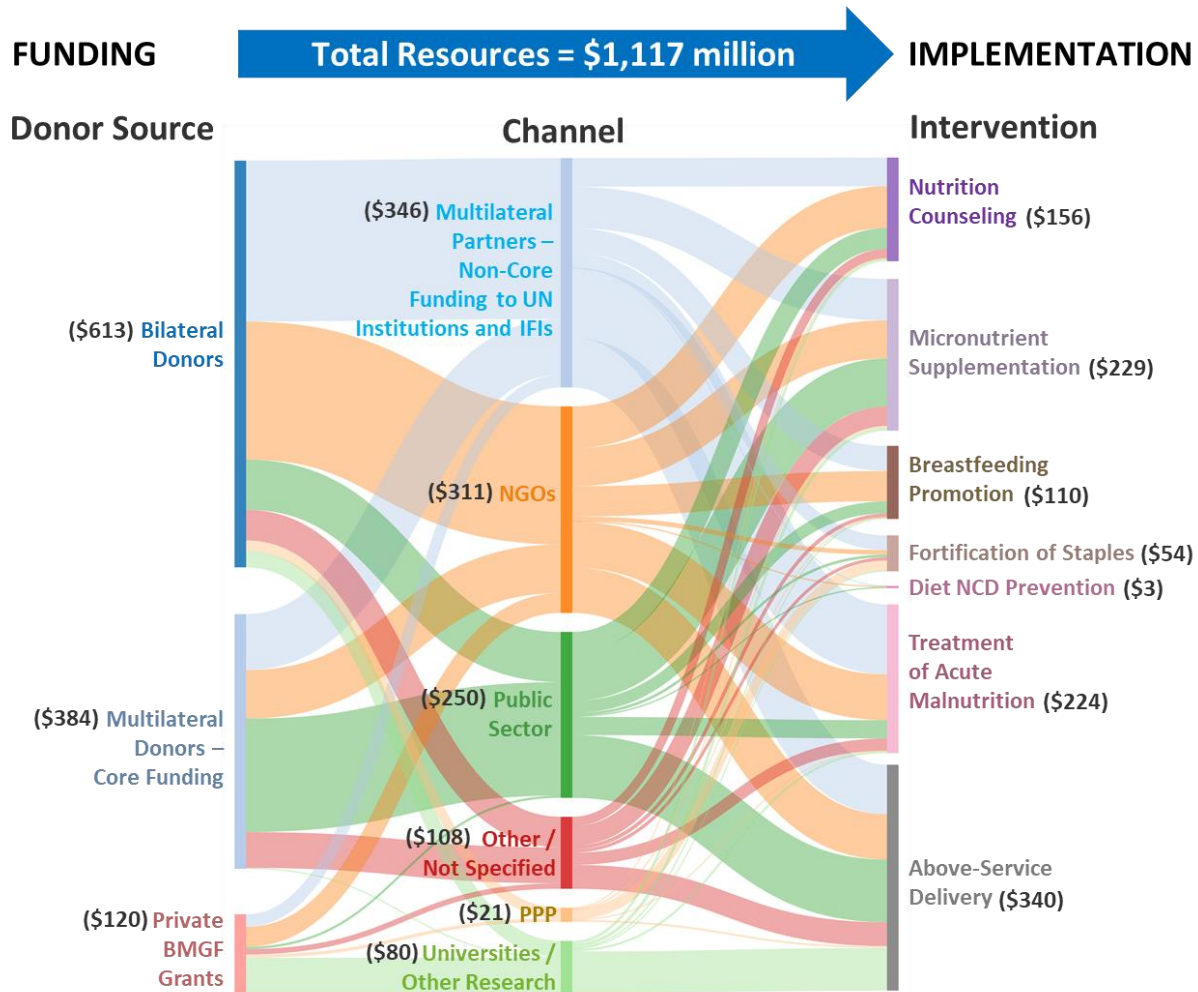 FUNDING
Total Resources = $1,117 million
IMPLEMENTATION
Donor Source
Channel
Intervention
($613) Bilateral
Donors
($384) Multilateral
Donors –
Core Funding
($120) Private
BMGF
Grants
($346) Multilateral
Partners –
Non-Core
Funding to UN
Institutions and IFIs
($311) NGOs
($250) Public
Sector
($108) Other /
Not Specified
($21) PPP
($80) Universities /
Other Research
Nutrition
Counseling ($156)
Micronutrient
Supplementation ($229)
Breastfeeding
Promotion ($110)
Fortification of Staples ($54)
Diet NCD Prevention ($3)
Treatment
of Acute
Malnutrition ($224)
Above-Service
Delivery ($340)